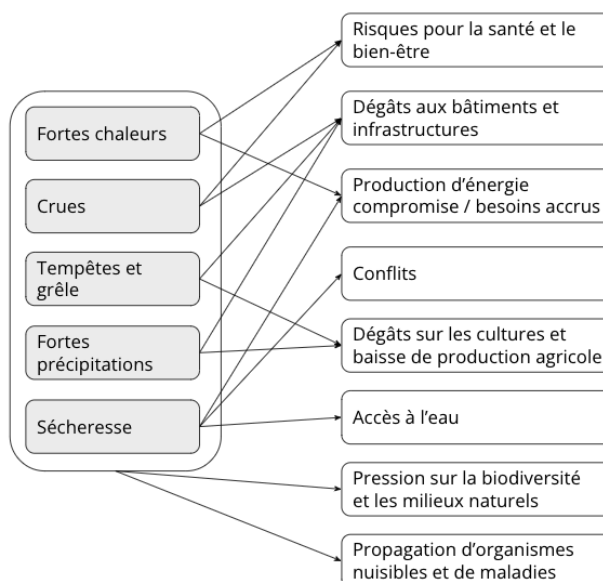 Fortes chaleurs
Crues
Tempêtes et
grêle
Fortes
précipitations
Sécheresse
Risques pour la santé et le
bien-être
Dégâts aux bâtiments et
infrastructures
Production d’énergie
compromise / besoins accrus
Conflits
Dégâts sur les cultures et
baisse de production agricole
Accès à l’eau
Pression sur la biodiversité
et les milieux naturels
Propagation d’organismes
nuisibles et de maladies